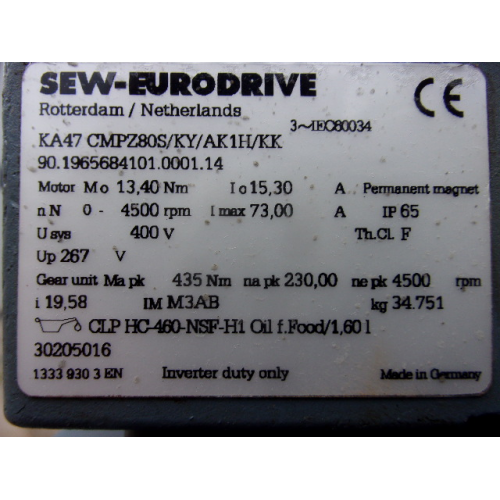 SEW-EURODRIVE CE
Rotterdam / Netherlands
3~IEC60034
KA47 CMPZ80S/KY/AK1H/KK
90.1965684101.0001.14
Motor Mo 13,40 Nm Io 15,30 A Permanent magnet
nN 0- 4500 rpm Imax 73,00 A IP 65
Usys 400 V Th.Cl. F
Up 267 V
Gear unit Ma pk 435 Nm na pk 230,00 ne pk 4500 rpm
i 19,58 IM M3AB kg 34.751
CLP HC-460-NSF-H1 Oil f.Food/1,60 l
30205016
1333 930 3 EN Inverter duty only Made in Germany